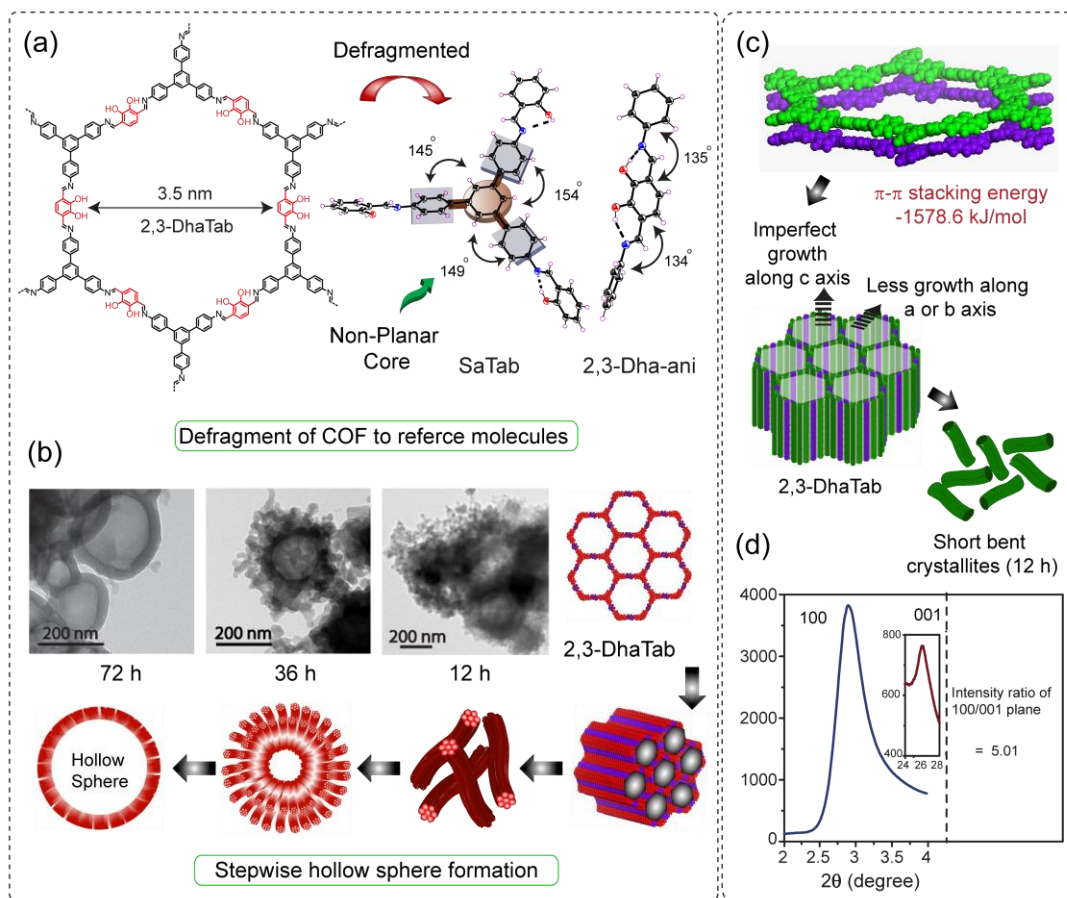 (a)
Defragmented
3.5 nm
2,3-DhaTab
145°
154°
149°
135°
134°
Non-Planar
Core
SaTab
2,3-Dha-ani
Defragment of COF to referce molecules
(b)
200 nm
200 nm
200 nm
72 h
36 h
12 h
2,3-DhaTab
Hollow
Sphere
Stepwise hollow sphere formation
(c)
π-π stacking energy
-1578.6 kJ/mol
Imperfect
growth
along c axis
Less growth along
a or b axis
2,3-DhaTab
Short bent
crystallites (12 h)
(d)
4000
3000
2000
1000
0
100
001
800
600
400
24 26 28
Intensity ratio of
100/001 plane
= 5.01
2 2.5 3 3.5 4
2θ (degree)